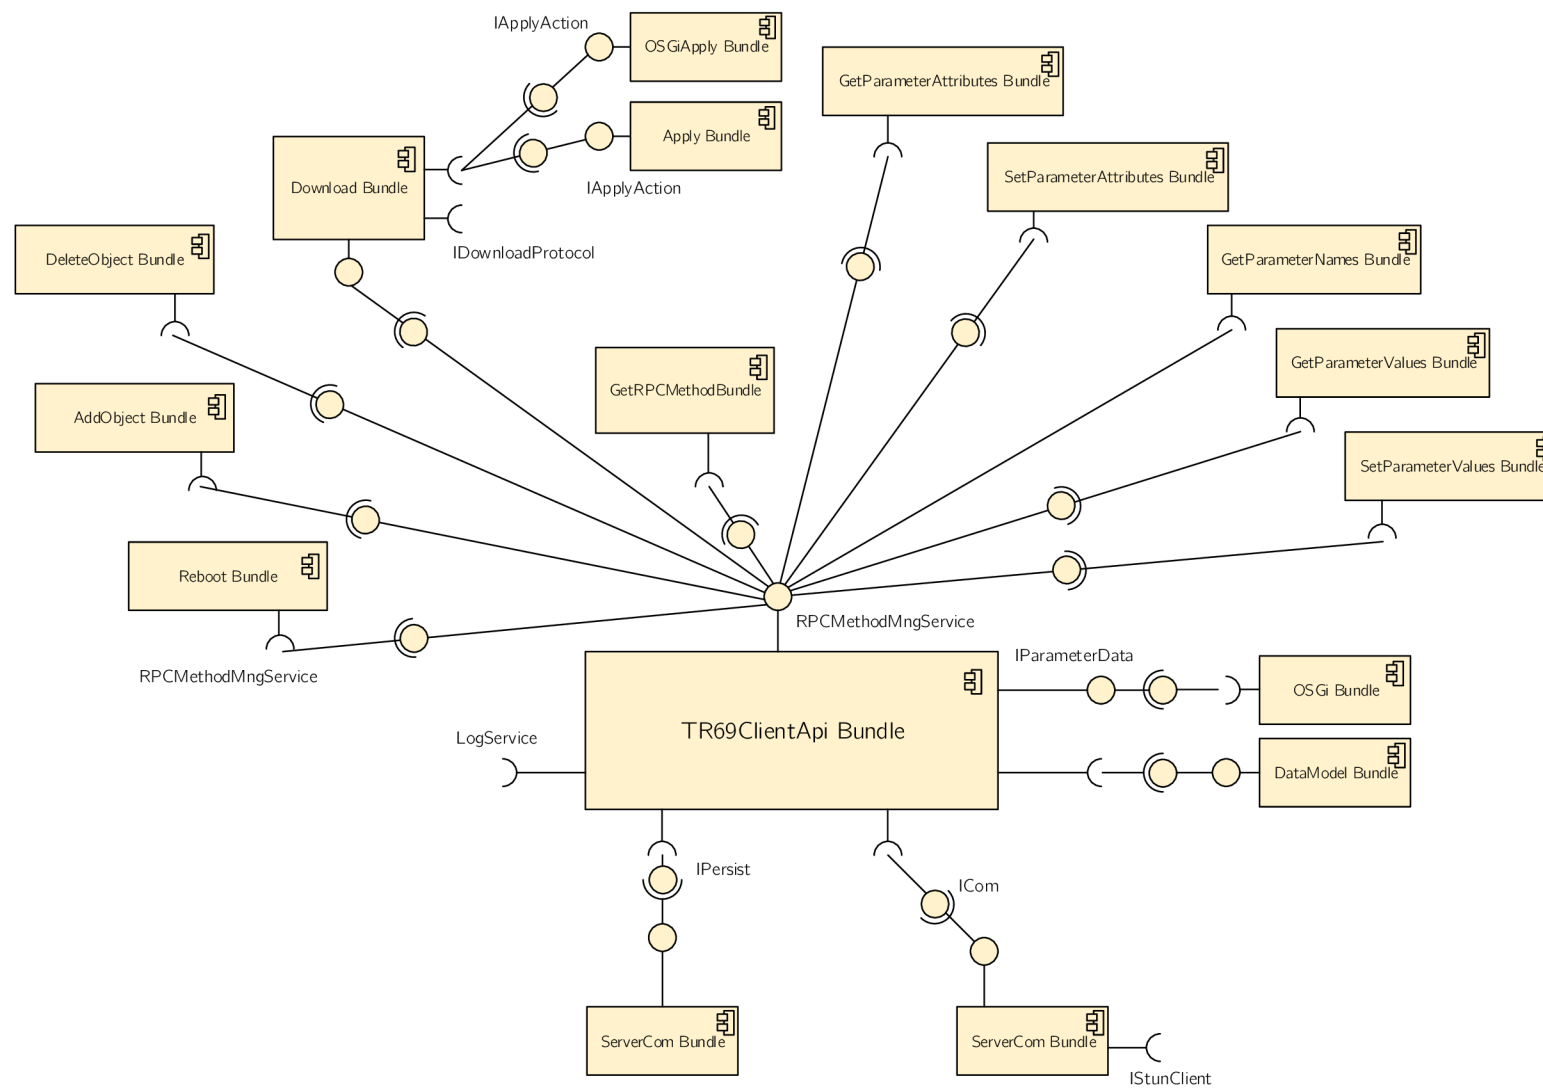 IApplyAction
OSGiApply Bundle
GetParameterAttributes Bundle
Apply Bundle
Download Bundle
IApplyAction
SetParameterAttributes Bundle
DeleteObject Bundle
IDownloadProtocol
GetParameterNames Bundle
GetParameterValues Bundle
GetRPCMethodBundle
AddObject Bundle
SetParameterValues Bundle
Reboot Bundle
RPCMethodMngService
RPCMethodMngService
IParameterData
OSGi Bundle
TR69ClientApi Bundle
LogService
DataModel Bundle
IPersist
ICom
ServerCom Bundle
ServerCom Bundle
IStunClient